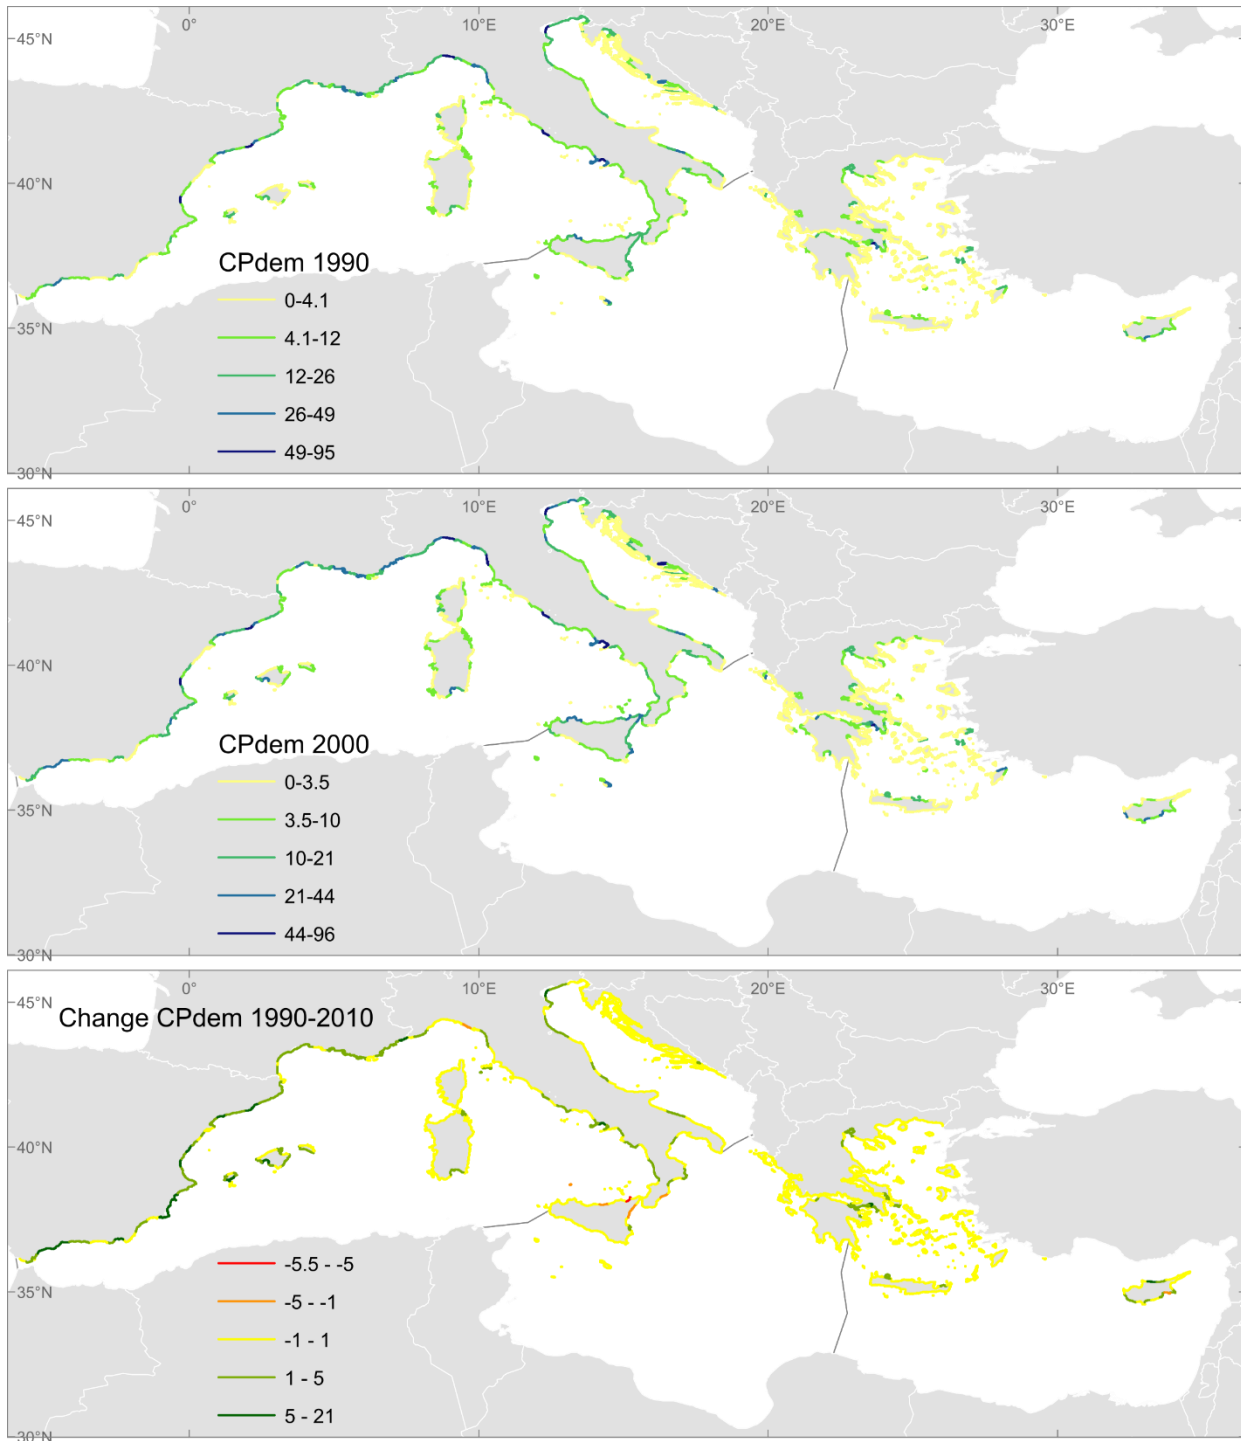 0° 10°E 20°E 30°E
45°N
40°N
CPdem 1990
0-4.1
35°N
4.1-12
12-26
26-49
49-95
30°N
0° 10°E 20°E 30°E
45°N
40°N
CPdem 2000
0-3.5
35°N
3.5-10
10-21
21-44
44-96
30°N
0° 10°E 20°E 30°E
45°N
Change CPdem 1990-2010
40°N
-5.5 - -5
35°N
-5 - -1
-1 - 1
1 - 5
5 - 21
30°N